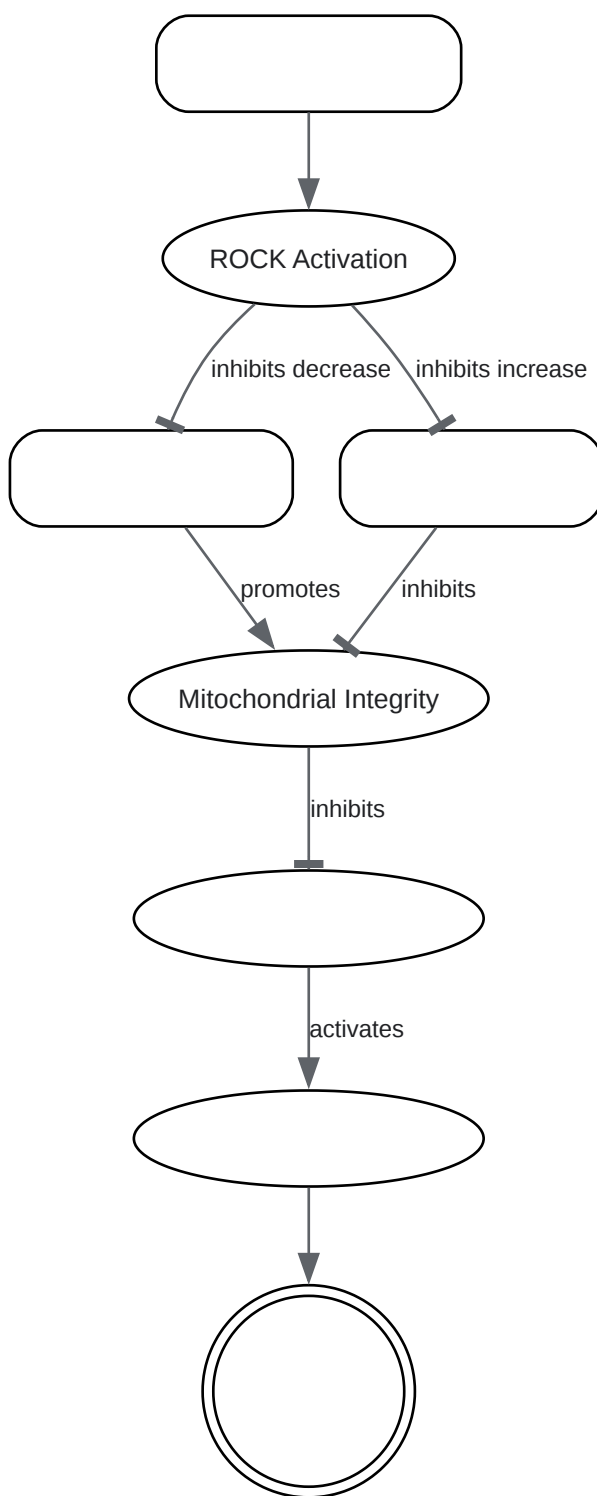 ROCK Activation
inhibits decrease
inhibits increase
promotes
inhibits
Mitochondrial Integrity
inhibits
activates